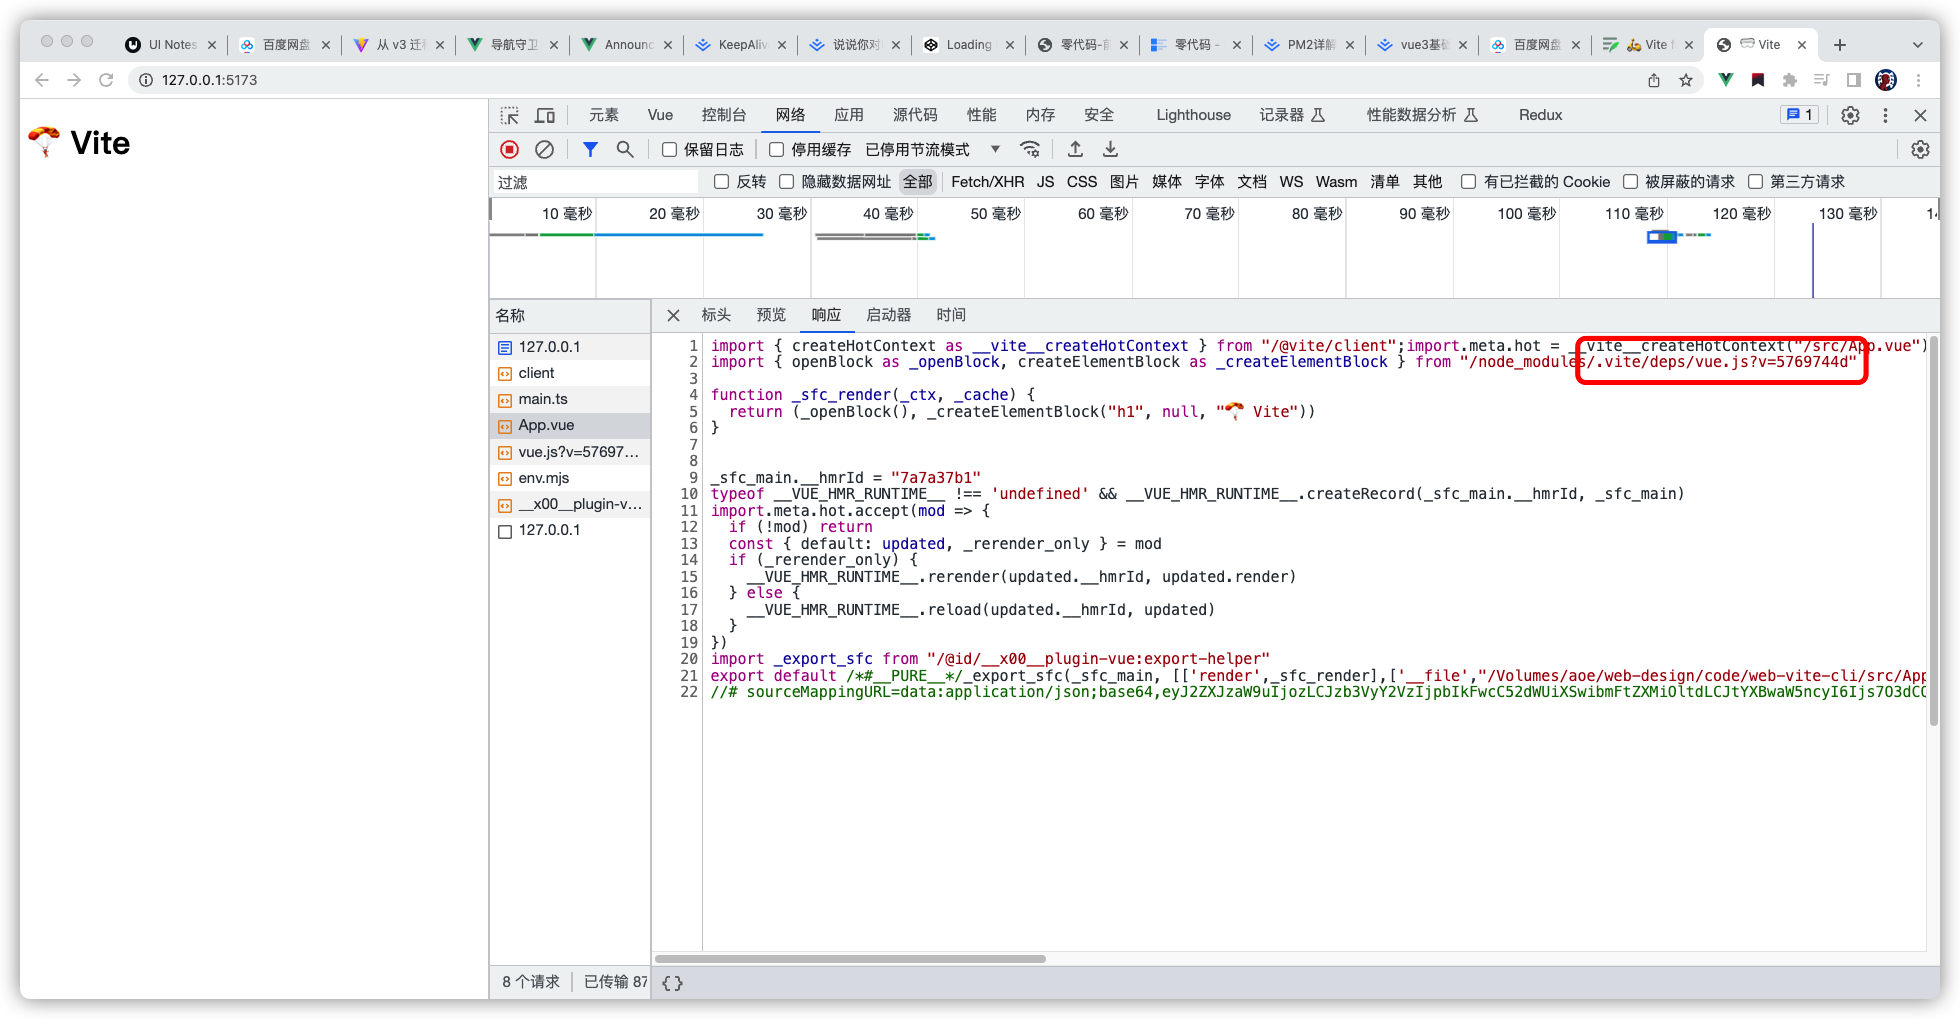 UI Notes 百度网盘 从 v3 迁 导航守卫 Announc KeepAliv 说说你对 Loading 零代码-前 零代码 - PM2详解 vue3基础 百度网盘 Vite Vite
127.0.0.1:5173
Vite
元素 Vue 控制台 网络 应用 源代码 性能 内存 安全 Lighthouse 记录器 性能数据分析 Redux 1
保留日志 停用缓存 已停用节流模式
过滤 反转 隐藏数据网址 全部 Fetch/XHR JS CSS 图片 媒体 字体 文档 WS Wasm 清单 其他 有已拦截的 Cookie 被屏蔽的请求 第三方请求
10 毫秒 20 毫秒 30 毫秒 40 毫秒 50 毫秒 60 毫秒 70 毫秒 80 毫秒 90 毫秒 100 毫秒 110 毫秒 120 毫秒 130 毫秒
名称
127.0.0.1
client
main.ts
App.vue
vue.js?v=57697...
env.mjs
__x00__plugin-v...
127.0.0.1
标头 预览 响应 启动器 时间
1 import { createHotContext as __vite__createHotContext } from "/@vite/client";import.meta.hot = __vite__createHotContext("/src/App.vue")
2 import { openBlock as _openBlock, createElementBlock as _createElementBlock } from "/node_modules/.vite/deps/vue.js?v=5769744d"
3
4 function _sfc_render(_ctx, _cache) {
5 return (_openBlock(), _createElementBlock("h1", null, "🪂 Vite"))
6 }
7
8
9 _sfc_main.__hmrId = "7a7a37b1"
10 typeof __VUE_HMR_RUNTIME__ !== 'undefined' && __VUE_HMR_RUNTIME__.createRecord(_sfc_main.__hmrId, _sfc_main)
11 import.meta.hot.accept(mod => {
12 if (!mod) return
13 const { default: updated, _rerender_only } = mod
14 if (_rerender_only) {
15 __VUE_HMR_RUNTIME__.rerender(updated.__hmrId, updated.render)
16 } else {
17 __VUE_HMR_RUNTIME__.reload(updated.__hmrId, updated)
18 }
19 })
20 import _export_sfc from "/@id/__x00__plugin-vue:export-helper"
21 export default /*#__PURE__*/_export_sfc(_sfc_main, [['render',_sfc_render],['__file',"/Volumes/aoe/web-design/code/web-vite-cli/src/App
22 //# sourceMappingURL=data:application/json;base64,eyJ2ZXJzaW9uIjozLCJzb3VyY2VzIjpbIkFwcC52dWUiXSwibmFtZXMiOltdLCJtYXBwaW5ncyI6Ijs7O3dCQ
8 个请求 已传输 87
{ }